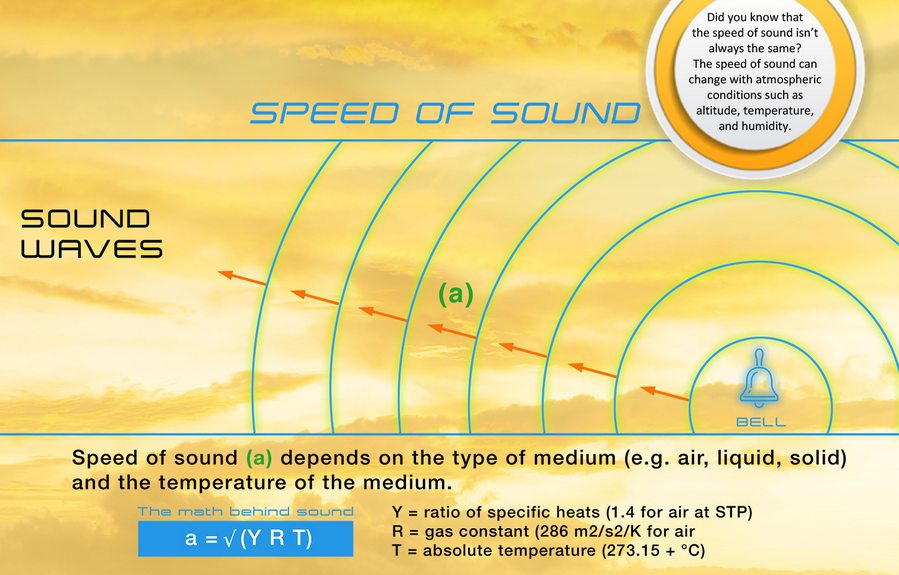 Did you know that
the speed of sound isn't
always the same?
The speed of sound can
change with atmospheric
conditions such as
altitude, temperature,
and humidity.
SPEED OF SOUND
SOUND
WAVES
(a)
BELL
Speed of sound (a) depends on the type of medium (e.g. air, liquid, solid)
and the temperature of the medium.
The math behind sound
a = √ (Y R T)
Y = ratio of specific heats (1.4 for air at STP)
R = gas constant (286 m2/s2/K for air
T = absolute temperature (273.15 + °C)